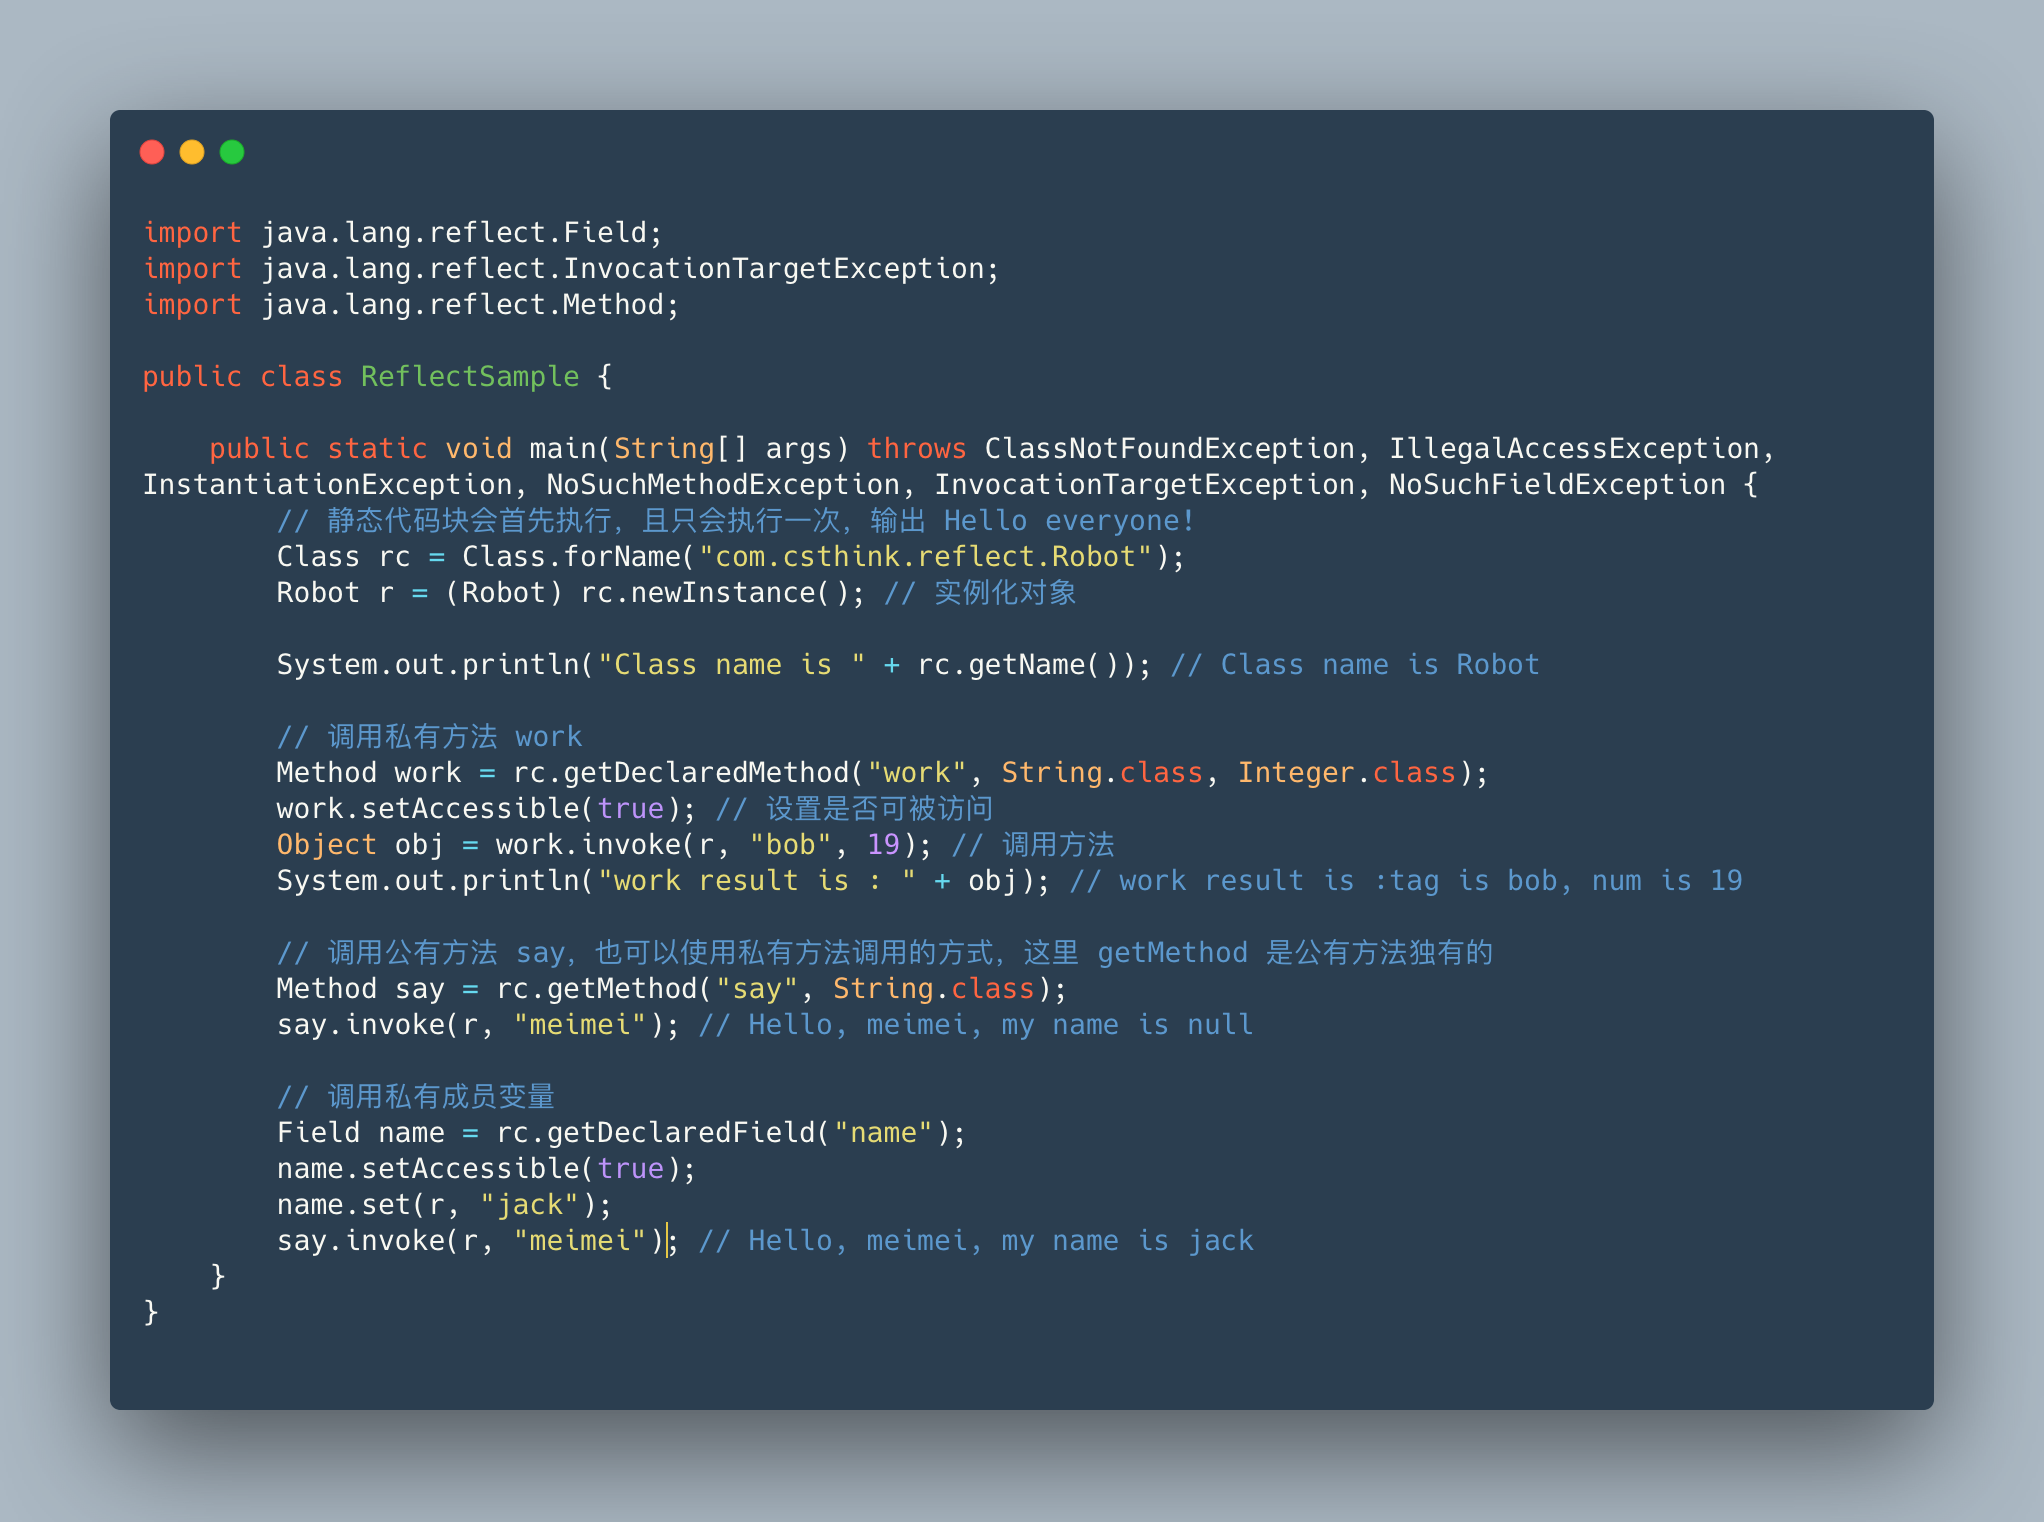 import java.lang.reflect.Field;
import java.lang.reflect.InvocationTargetException;
import java.lang.reflect.Method;

public class ReflectSample {

    public static void main(String[] args) throws ClassNotFoundException, IllegalAccessException,
InstantiationException, NoSuchMethodException, InvocationTargetException, NoSuchFieldException {
        // 静态代码块会首先执行，且只会执行一次，输出 Hello everyone!
        Class rc = Class.forName("com.csthink.reflect.Robot");
        Robot r = (Robot) rc.newInstance(); // 实例化对象

        System.out.println("Class name is " + rc.getName()); // Class name is Robot

        // 调用私有方法 work
        Method work = rc.getDeclaredMethod("work", String.class, Integer.class);
        work.setAccessible(true); // 设置是否可被访问
        Object obj = work.invoke(r, "bob", 19); // 调用方法
        System.out.println("work result is : " + obj); // work result is :tag is bob, num is 19

        // 调用公有方法 say，也可以使用私有方法调用的方式，这里 getMethod 是公有方法独有的
        Method say = rc.getMethod("say", String.class);
        say.invoke(r, "meimei"); // Hello, meimei, my name is null

        // 调用私有成员变量
        Field name = rc.getDeclaredField("name");
        name.setAccessible(true);
        name.set(r, "jack");
        say.invoke(r, "meimei"); // Hello, meimei, my name is jack
    }
}